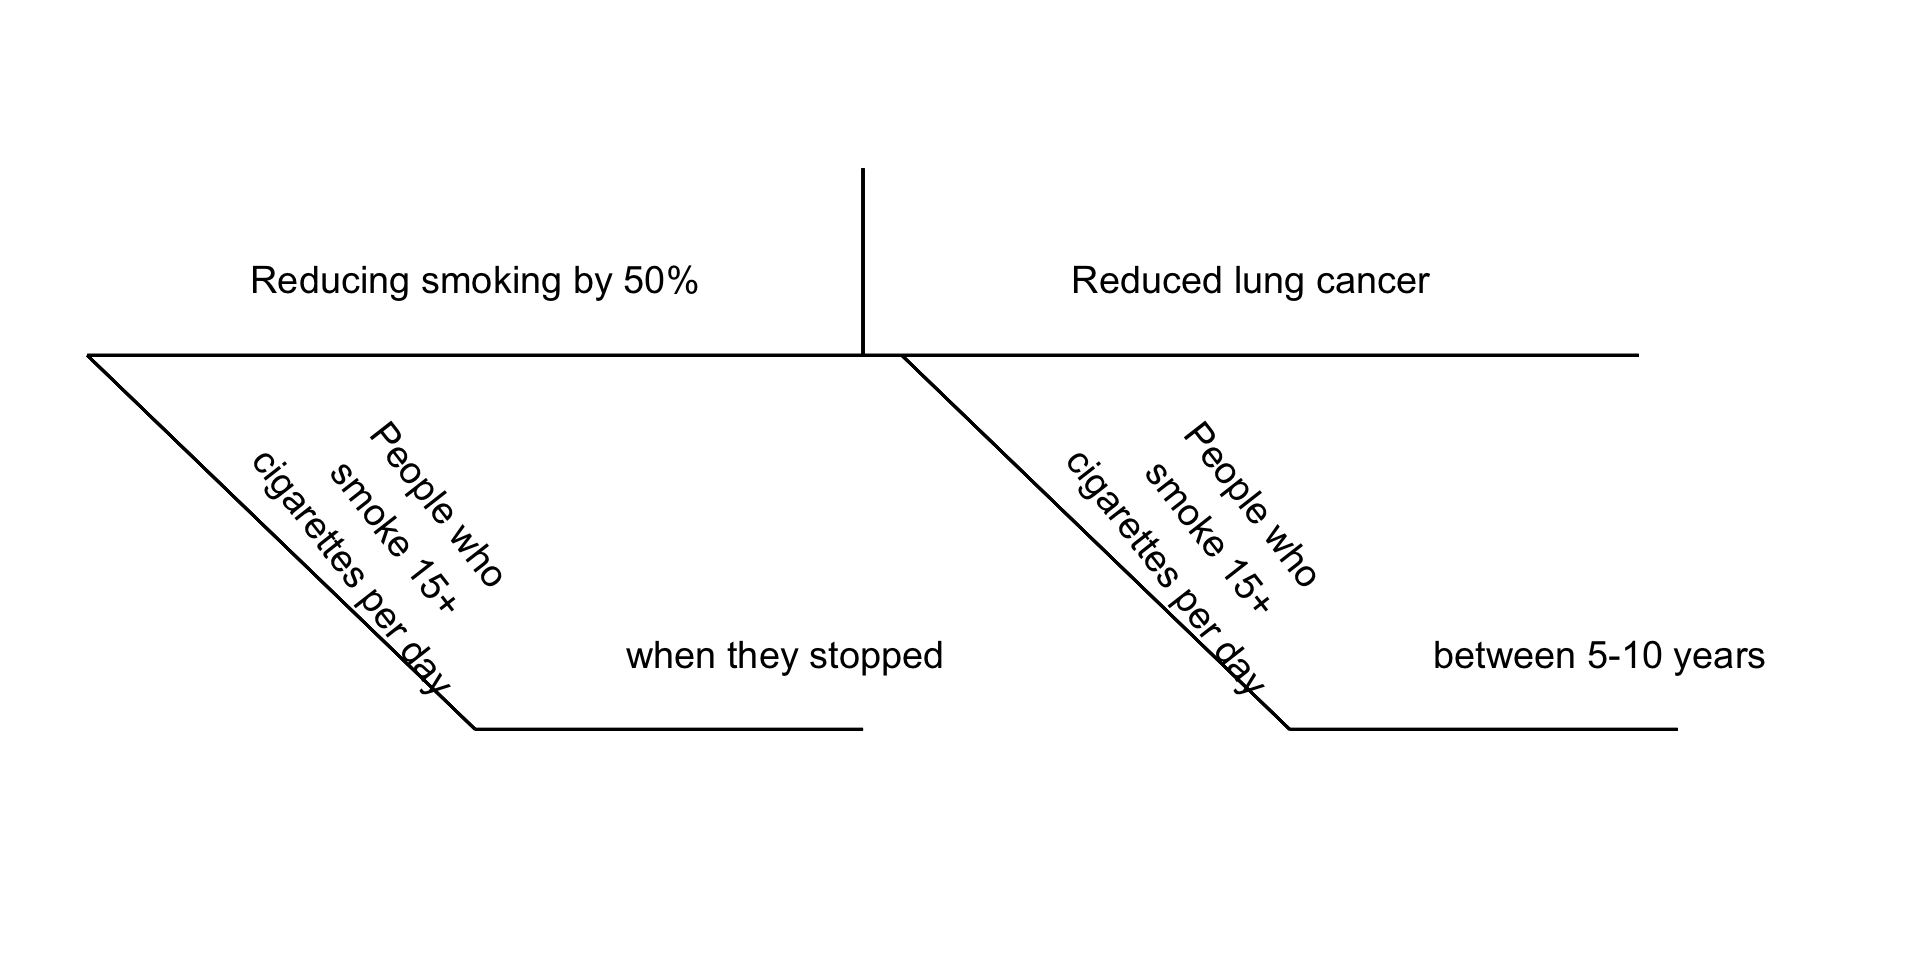 Reducing smoking by 50%
Reduced lung cancer
People who
smoke 15+
cigarettes per day
when they stopped
People who
smoke 15+
cigarettes per day
between 5-10 years